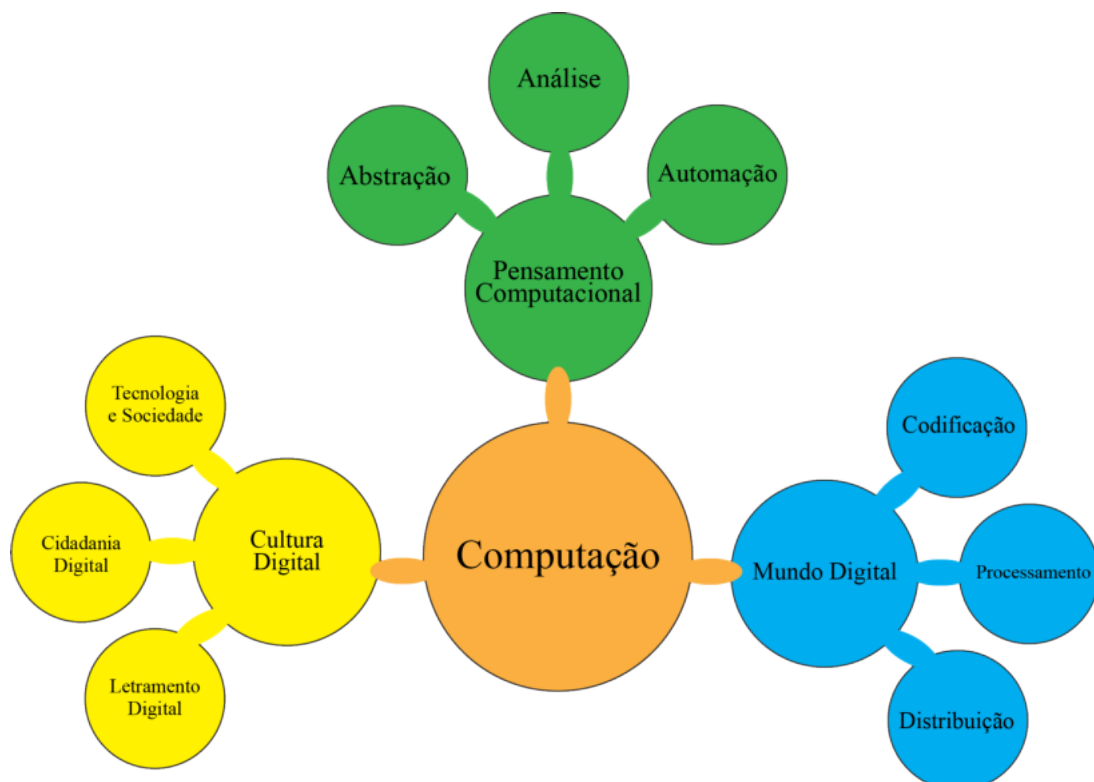 Análise
Abstração
Automação
Pensamento
Computacional
Tecnologia
e Sociedade
Cidadania
Digital
Letramento
Digital
Cultura
Digital
Computação
Mundo Digital
Codificação
Processamento
Distribuição